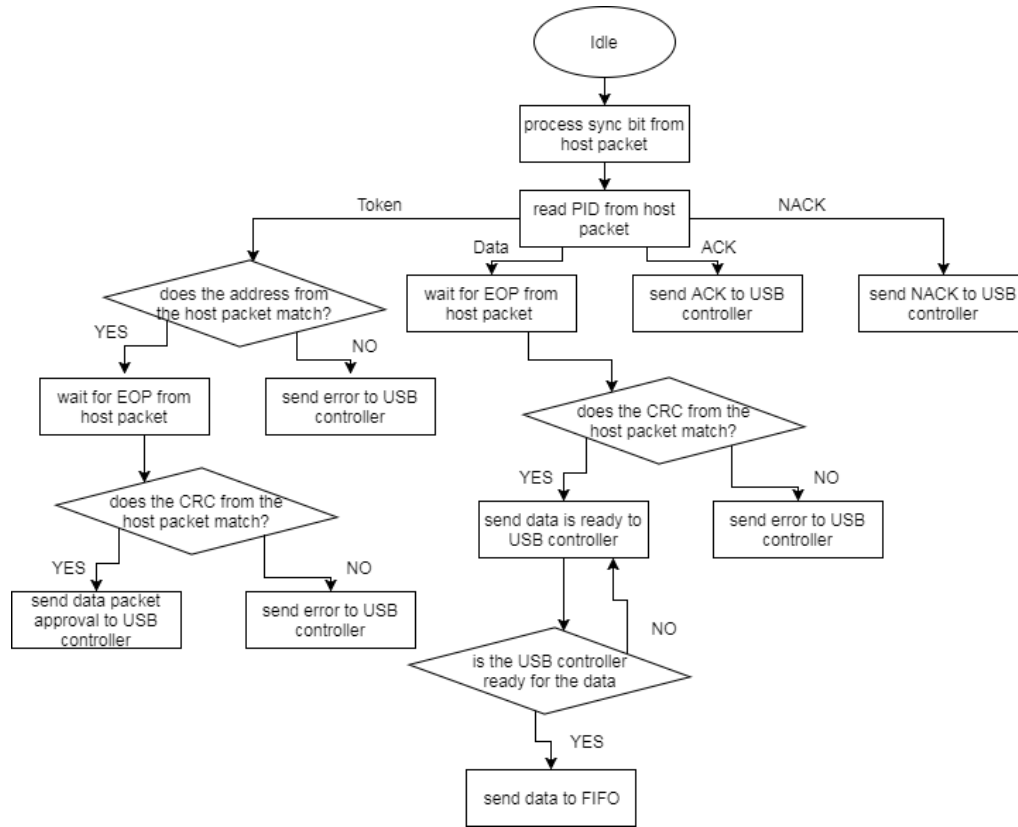 Idle
process sync bit from
host packet
read PID from host
packet
Token
Data
ACK
NACK
does the address from
the host packet match?
YES
NO
wait for EOP from
host packet
send error to USB
controller
does the CRC from the
host packet match?
YES
NO
send data packet
approval to USB
controller
send error to USB
controller
wait for EOP from
host packet
does the CRC from the
host packet match?
YES
NO
send data is ready to
USB controller
send error to USB
controller
is the USB controller
ready for the data
NO
YES
send data to FIFO
send ACK to USB
controller
send NACK to USB
controller